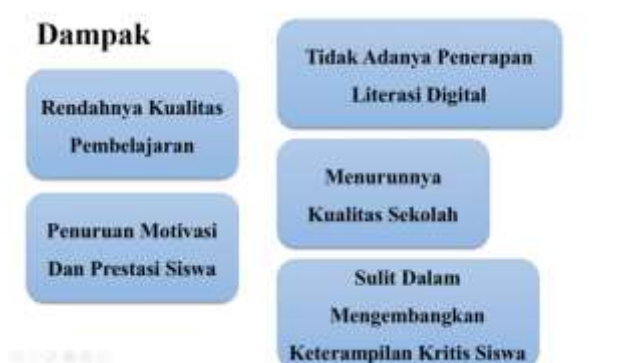 Dampak
Rendahnya Kualitas
Pembelajaran
Penuruan Motivasi
Dan Prestasi Siswa
Tidak Adanya Penerapan
Literasi Digital
Menurunnya
Kualitas Sekolah
Sulit Dalam
Mengembangkan
Keterampilan Kritis Siswa